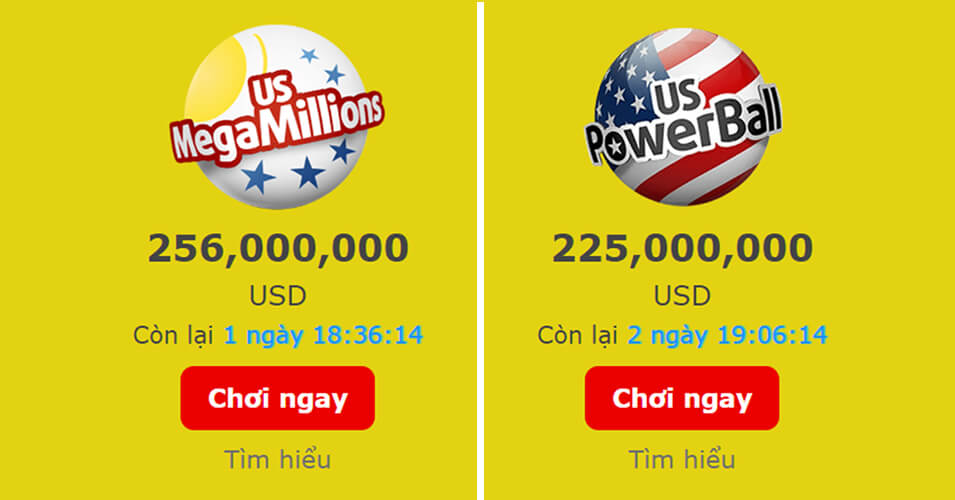 US
MegaMillions
256,000,000
USD
Còn lại 1 ngày 18:36:14
Chơi ngay
Tìm hiểu
US
PowerBall
225,000,000
USD
Còn lại 2 ngày 19:06:14
Chơi ngay
Tìm hiểu